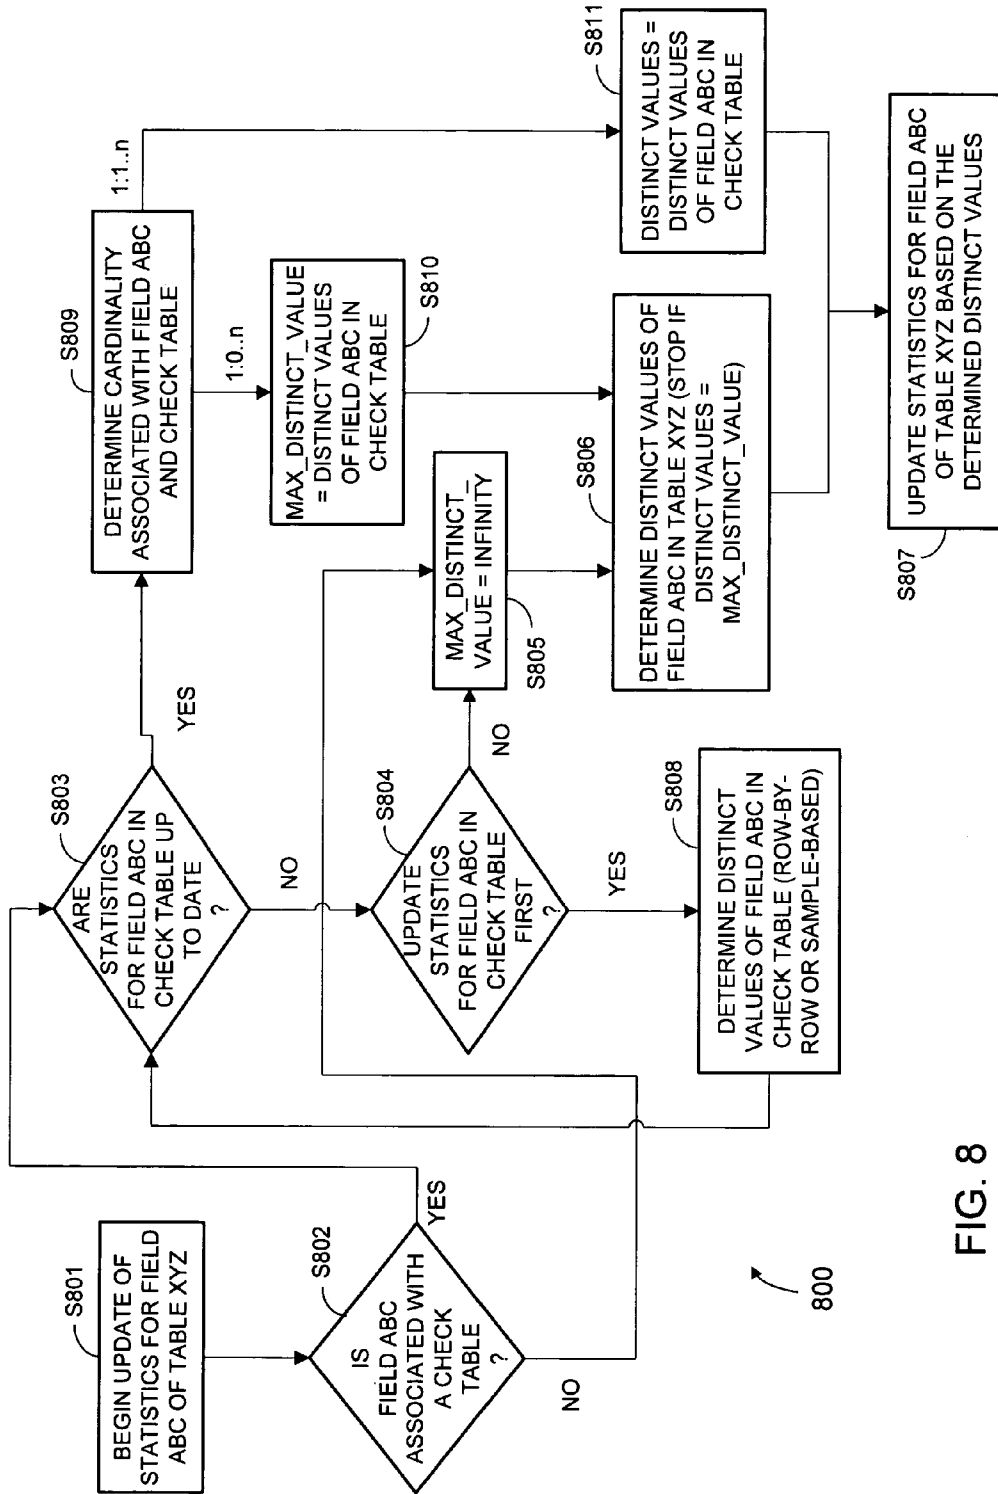 S801
BEGIN UPDATE OF
STATISTICS FOR FIELD
ABC OF TABLE XYZ
S802
IS
FIELD ABC
ASSOCIATED WITH
A CHECK
TABLE
?
YES
NO
S803
ARE
STATISTICS
FOR FIELD ABC IN
CHECK TABLE UP
TO DATE
?
YES
NO
S804
UPDATE
STATISTICS
FOR FIELD ABC IN
CHECK TABLE
FIRST
?
NO
YES
S808
DETERMINE DISTINCT
VALUES OF FIELD ABC IN
CHECK TABLE (ROW-BY-
ROW OR SAMPLE-BASED)
S809
DETERMINE CARDINALITY
ASSOCIATED WITH FIELD ABC
AND CHECK TABLE
1:1..n
1:0..n
MAX_DISTINCT_VALUE
= DISTINCT VALUES
OF FIELD ABC IN
CHECK TABLE
S810
MAX_DISTINCT_
VALUE = INFINITY
S805
S806
DETERMINE DISTINCT VALUES OF
FIELD ABC IN TABLE XYZ (STOP IF
DISTINCT VALUES =
MAX_DISTINCT_VALUE)
S811
DISTINCT VALUES =
DISTINCT VALUES
OF FIELD ABC IN
CHECK TABLE
UPDATE STATISTICS FOR FIELD ABC
OF TABLE XYZ BASED ON THE
DETERMINED DISTINCT VALUES
S807
800
FIG. 8